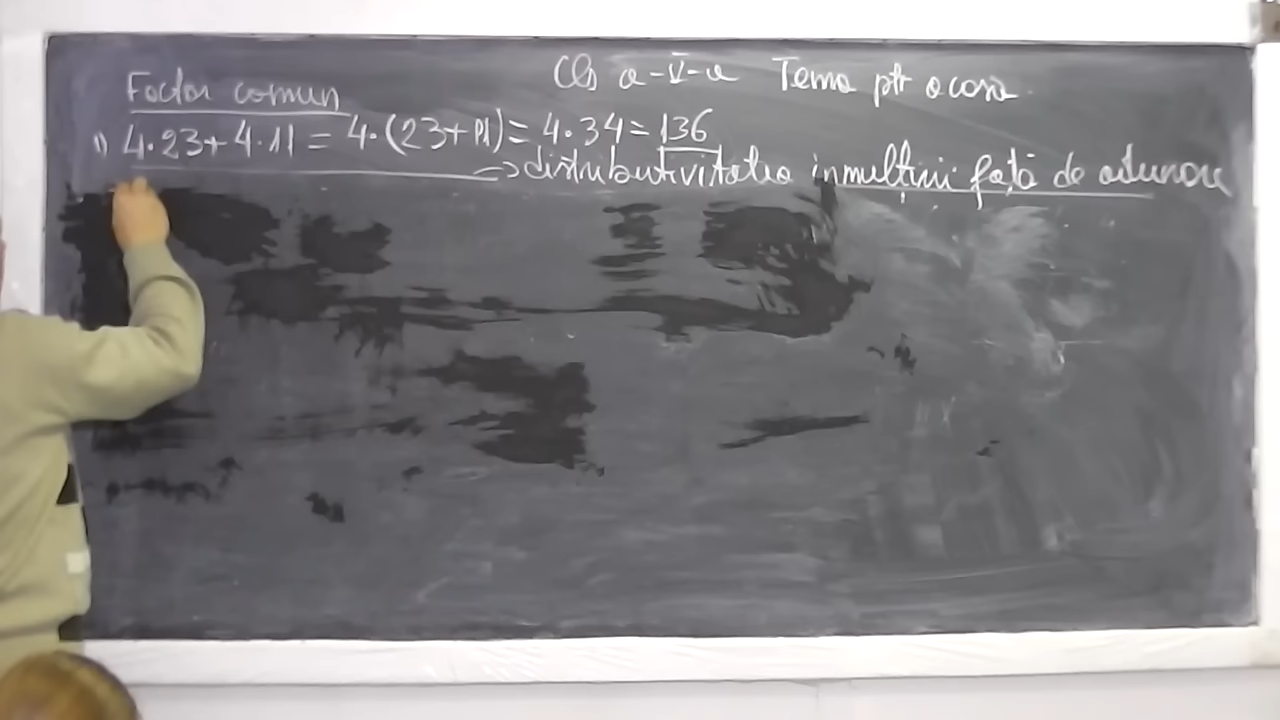 Cls a-V-a Tema ptr acasa
Factor comun
1) 4·23+4·11=4·(23+11)=4·34=136
→distributivitatea inmultirii față de adunare